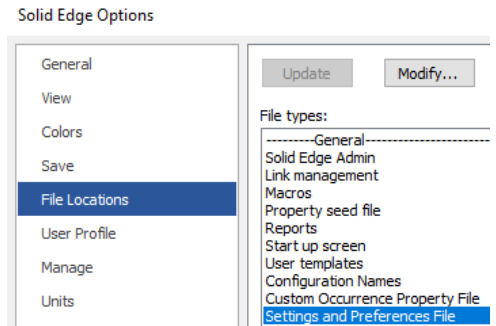 Solid Edge Options
General
View
Colors
Save
File Locations
User Profile
Manage
Units
Update
Modify...
File types:
---------General----------------------
Solid Edge Admin
Link management
Macros
Property seed file
Reports
Start up screen
User templates
Configuration Names
Custom Occurrence Property File
Settings and Preferences File